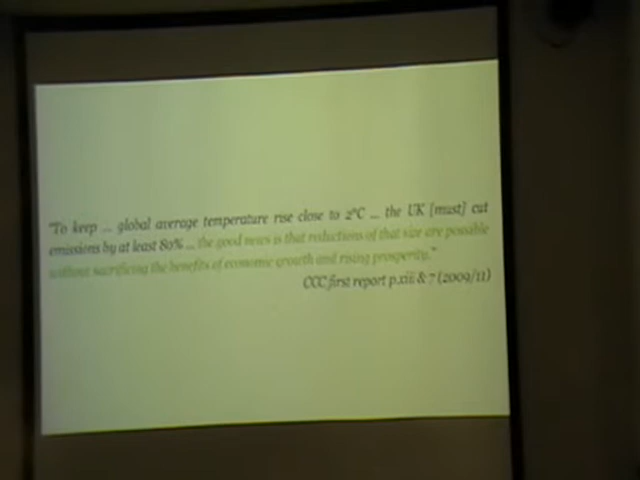 "To keep ... global average temperature rise close to 2°C ... the UK [must] cut
emissions by at least 80% ... the good news is that reductions of that size are possible
without sacrificing the benefits of economic growth and rising prosperity."
CCC first report p.xiii & 7 (2009/11)